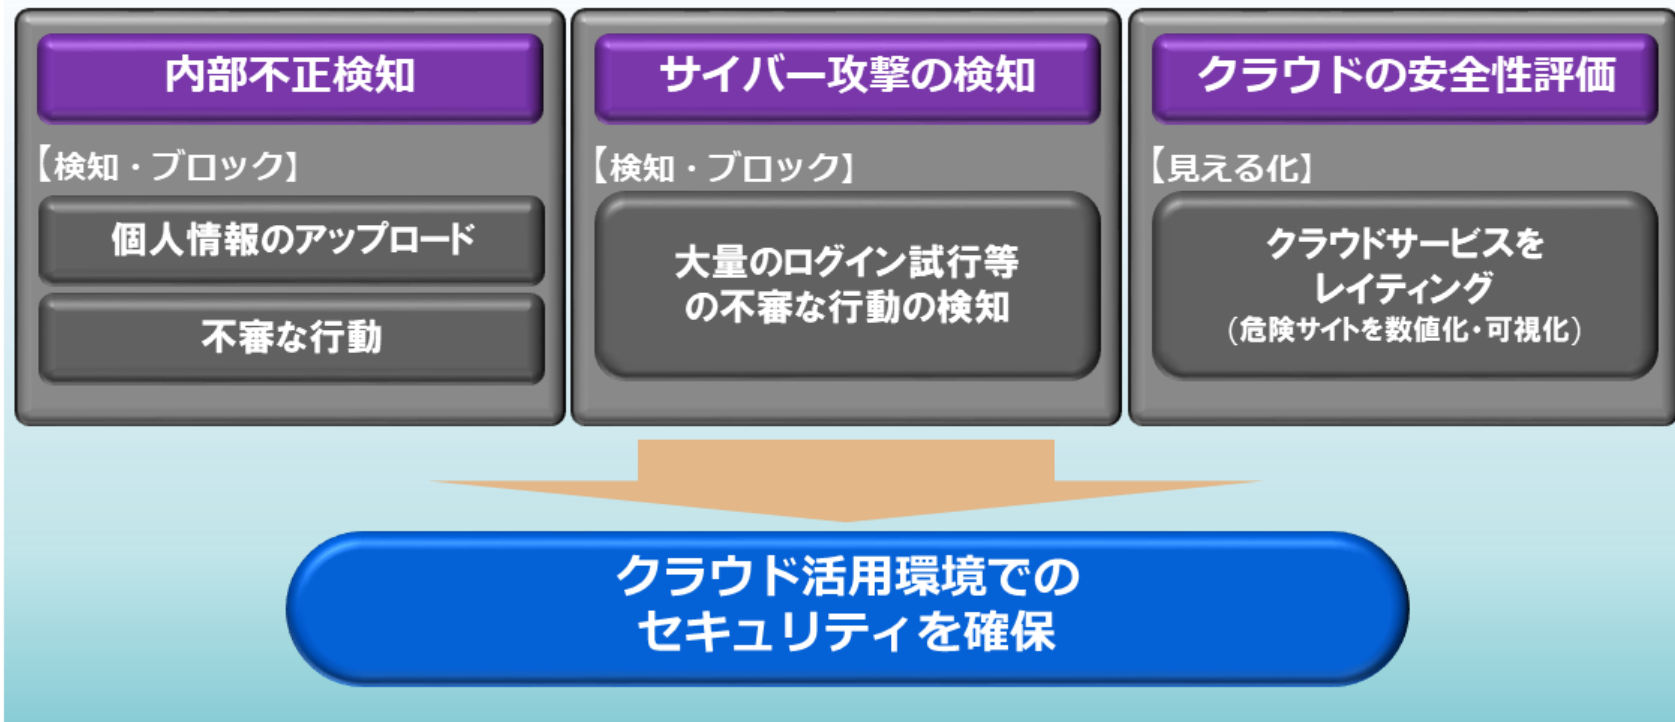 内部不正検知
【検知・ブロック】
個人情報のアップロード
不審な行動
サイバー攻撃の検知
【検知・ブロック】
大量のログイン試行等
の不審な行動の検知
クラウドの安全性評価
【見える化】
クラウドサービスを
レイティング
(危険サイトを数値化・可視化)
クラウド活用環境での
セキュリティを確保